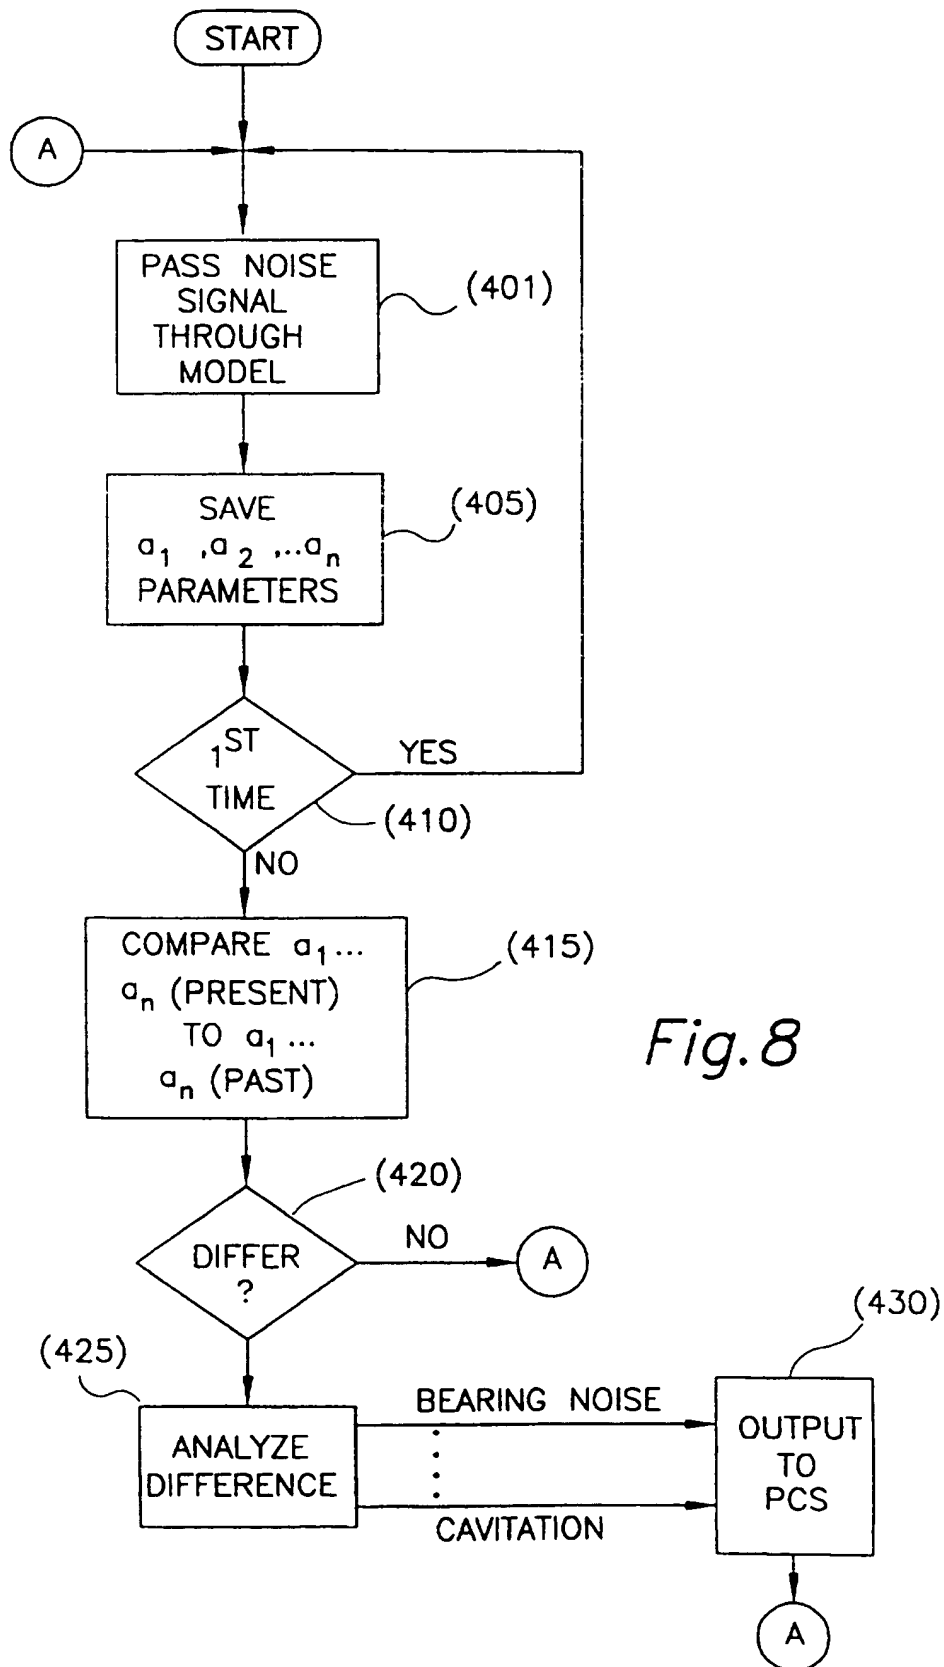 START
A
PASS NOISE
SIGNAL
THROUGH
MODEL
(401)
SAVE
a1 ,a2 ,..an
PARAMETERS
(405)
1ST
TIME
YES
(410)
NO
COMPARE a1...
an (PRESENT)
TO a1...
an (PAST)
(415)
Fig.8
(420)
DIFFER
?
NO
A
(425)
ANALYZE
DIFFERENCE
BEARING NOISE
CAVITATION
(430)
OUTPUT
TO
PCS
A